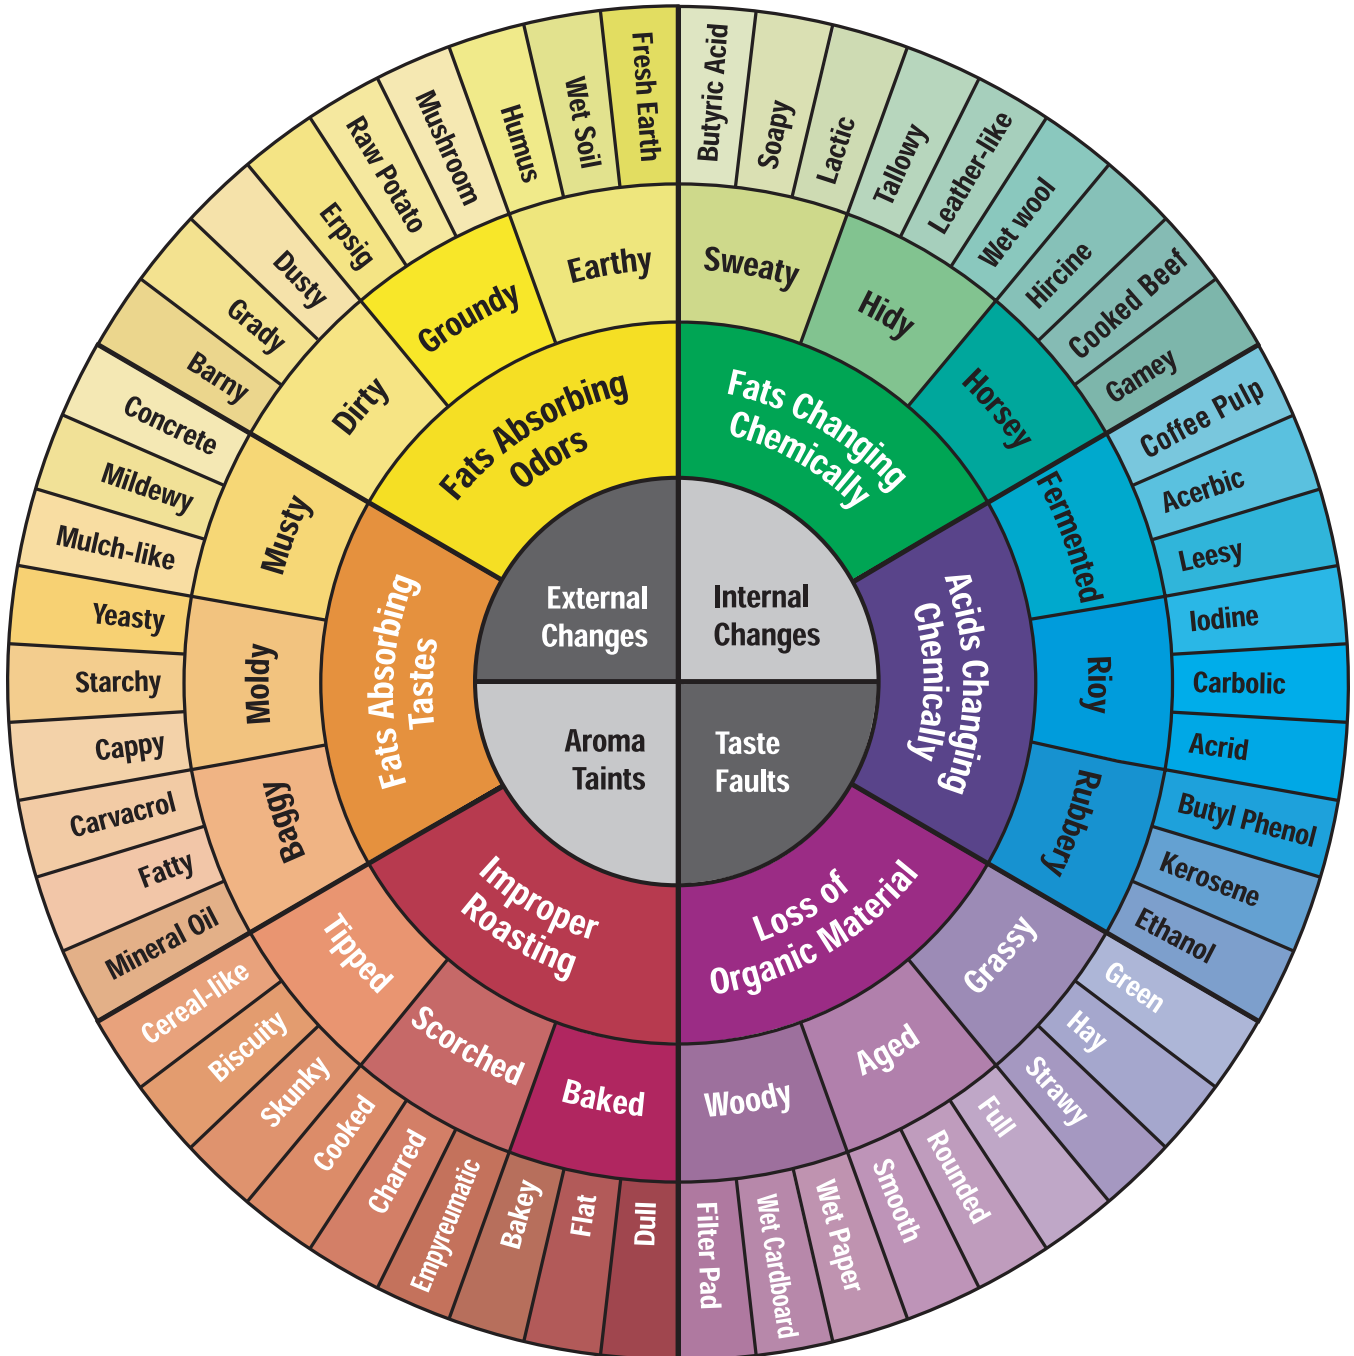 External
Changes
Internal
Changes
Aroma
Taints
Taste
Faults
Fats Changing
Chemically
Acids Changing
Chemically
Loss of
Organic Material
Improper
Roasting
Fats Absorbing
Tastes
Fats Absorbing
Odors
Sweaty
Hidy
Horsey
Fermented
Rioy
Rubbery
Grassy
Aged
Woody
Baked
Scorched
Tipped
Baggy
Moldy
Musty
Dirty
Groundy
Earthy
Butyric Acid
Soapy
Lactic
Tallowy
Leather-like
Wet wool
Hircine
Cooked Beef
Gamey
Coffee Pulp
Acerbic
Leesy
Iodine
Carbolic
Acrid
Butyl Phenol
Kerosene
Ethanol
Green
Hay
Strawy
Full
Rounded
Smooth
Wet Paper
Wet Cardboard
Filter Pad
Dull
Flat
Bakey
Empyreumatic
Charred
Cooked
Skunky
Biscuity
Cereal-like
Mineral Oil
Fatty
Carvacrol
Cappy
Starchy
Yeasty
Mulch-like
Mildewy
Concrete
Barny
Grady
Dusty
Erpsig
Raw Potato
Mushroom
Humus
Wet Soil
Fresh Earth